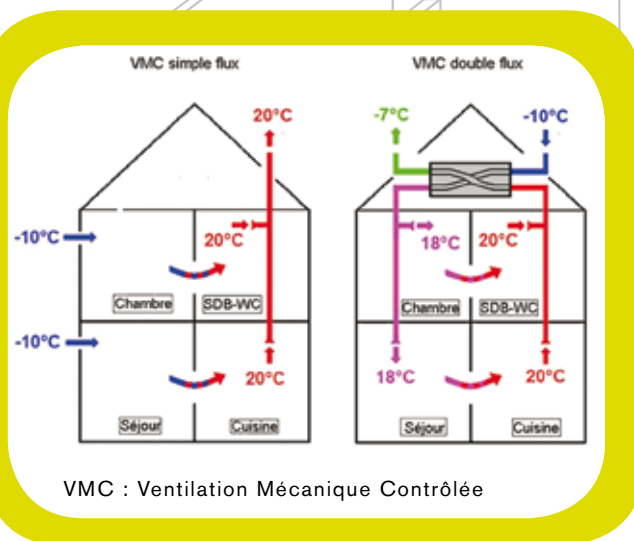 VMC simple flux
20°C
-10°C
20°C
Chambre
SDB-WC
-10°C
20°C
Séjour
Cuisine
VMC double flux
-7°C
-10°C
18°C
20°C
Chambre
SDB-WC
18°C
20°C
Séjour
Cuisine
VMC : Ventilation Mécanique Contrôlée